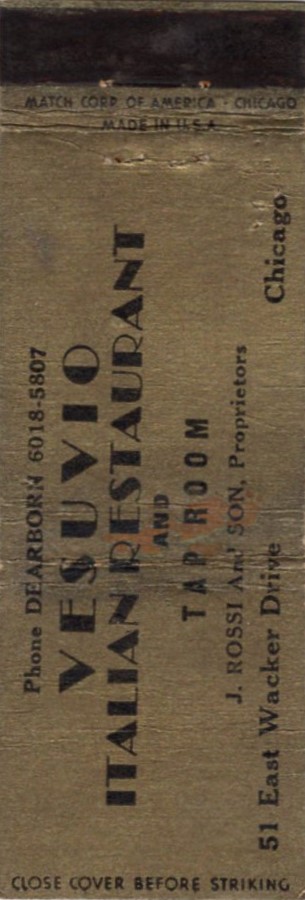 MATCH CORP. OF AMERICA - CHICAGO
MADE IN U.S.A.
Phone DEARBORN 6018-5807
VESUVIO
ITALIAN RESTAURANT
AND
TAP ROOM
J. ROSSI And SON, Proprietors
51 East Wacker Drive Chicago
CLOSE COVER BEFORE STRIKING